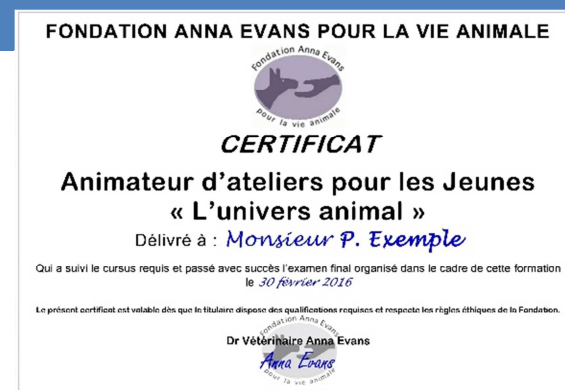 FONDATION ANNA EVANS POUR LA VIE ANIMALE
Fondation Anna Evans
pour la vie animale
CERTIFICAT
Animateur d'ateliers pour les Jeunes
« L'univers animal »
Délivré à : Monsieur P. Exemple
Qui a suivi le cursus requis et passé avec succès l'examen final organisé dans le cadre de cette formation
le 30 février 2016
Le présent certificat est valable dès que le titulaire dispose des qualifications requises et respecte les règles éthiques de la Fondation.
Fondation Anna Evans
Dr Vétérinaire Anna Evans
Anna Evans
pour la vie animale